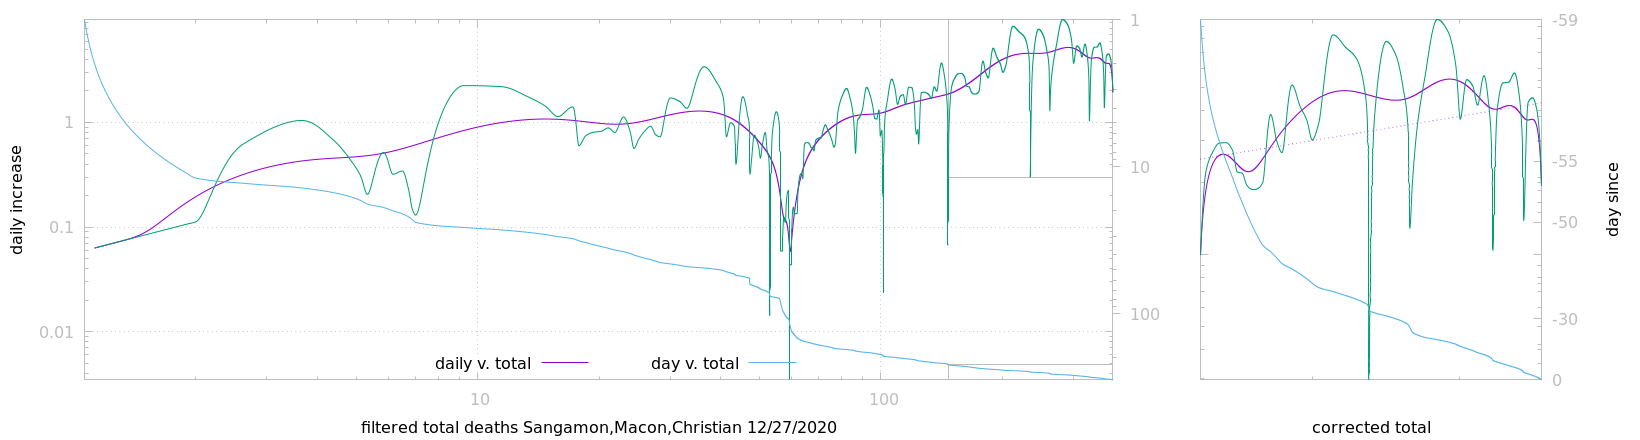 daily increase
1
0.1
0.01
1
10
100
daily v. total
day v. total
10
100
filtered total deaths Sangamon,Macon,Christian 12/27/2020
-59
-55
-50
-30
0
day since
corrected total